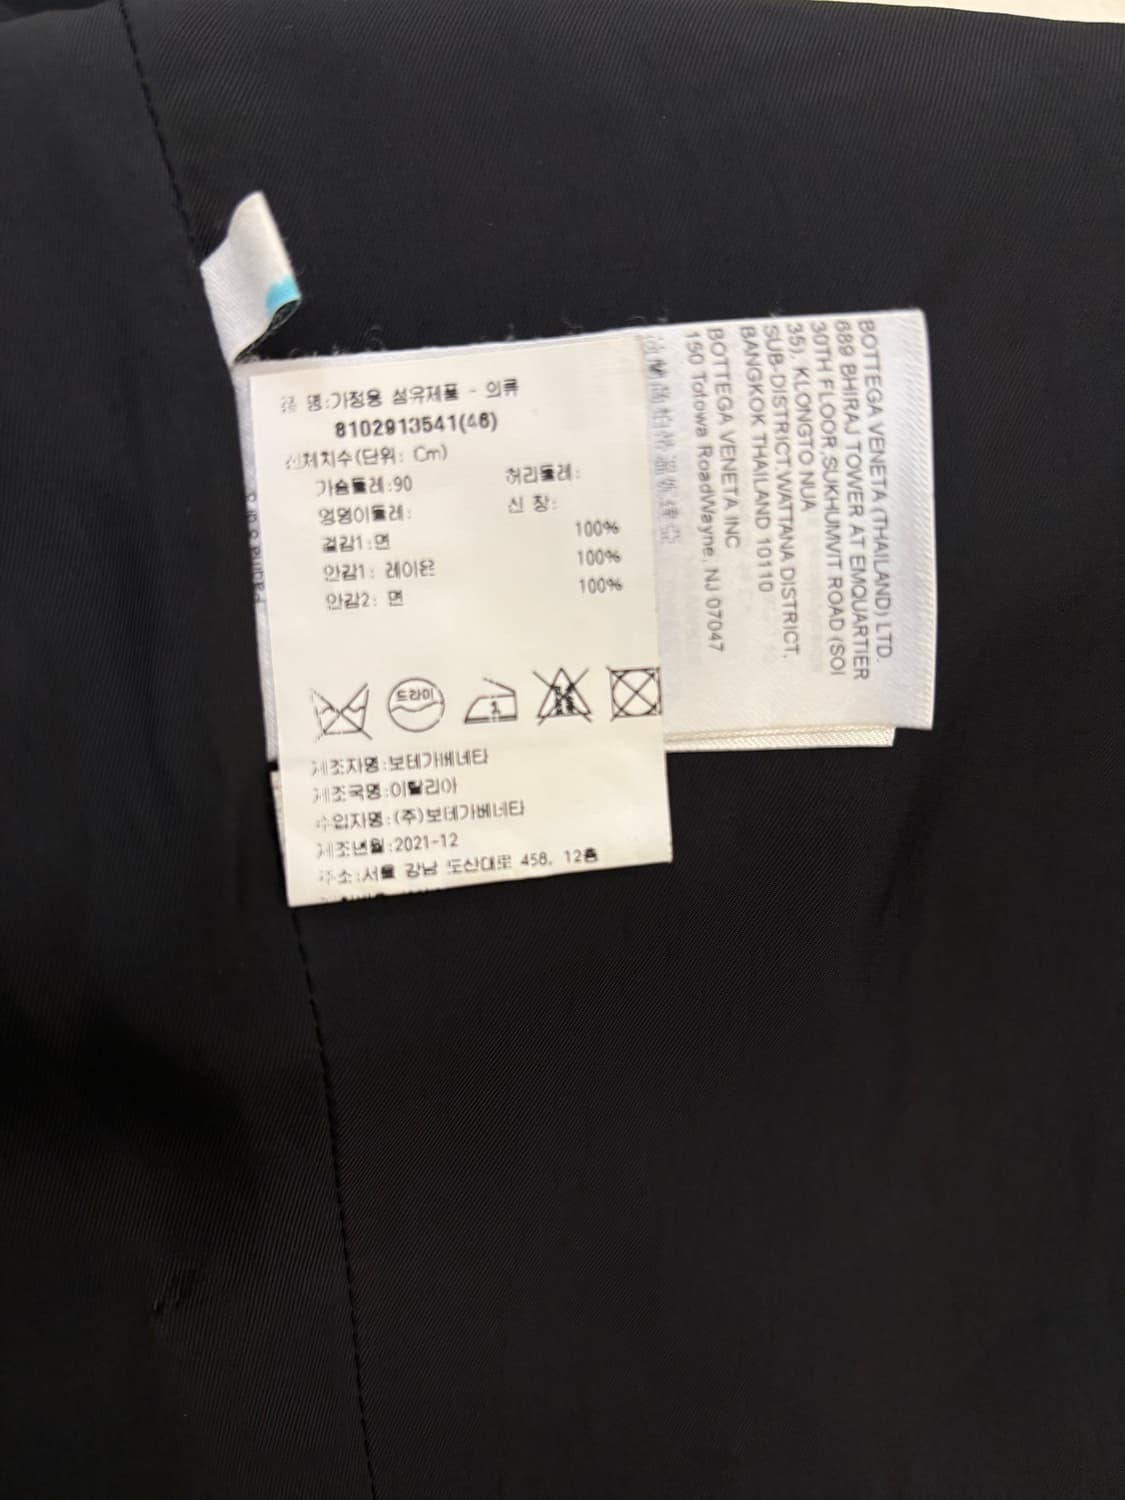 품 명:가정용 섬유제품 - 의류
8102913541(46)
신체치수(단위: Cm)
가슴둘레:90 허리둘레:
엉덩이둘레: 신 장:
겉감1:면 100%
안감1: 레이온 100%
안감2: 면 100%
드라이
1
제조자명:보테가베네타
제조국명:이탈리아
수입자명:(주)보테가베네타
제조년월:2021-12
주소:서울 강남 도산대로 458, 12층
BOTTEGA VENETA (THAILAND) LTD.
689 BHIRAJ TOWER AT EMQUARTIER
30TH FLOOR,SUKHUMVIT ROAD (SOI
35), KLONGTO NUA
SUB-DISTRICT,WATTANA DISTRICT,
BANGKOK THAILAND 10110
BOTTEGA VENETA INC
150 Totowa RoadWayne, NJ 07047